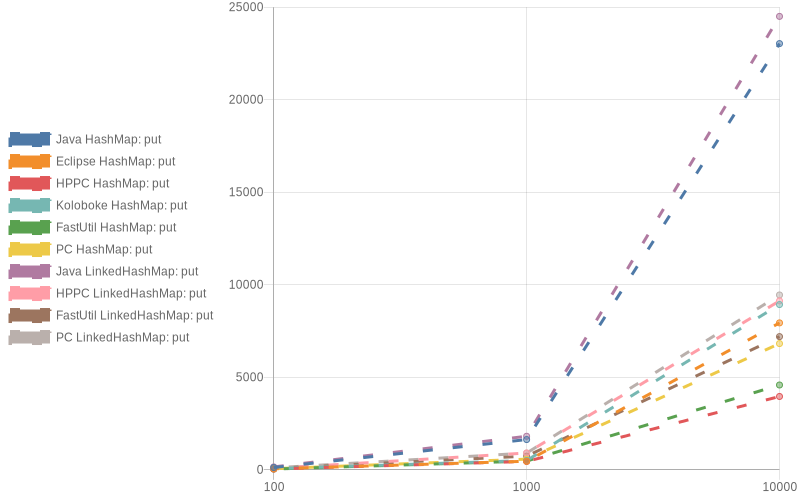 25000
20000
15000
10000
5000
0
100
1000
10000
Java HashMap: put
Eclipse HashMap: put
HPPC HashMap: put
Koloboke HashMap: put
FastUtil HashMap: put
PC HashMap: put
Java LinkedHashMap: put
HPPC LinkedHashMap: put
FastUtil LinkedHashMap: put
PC LinkedHashMap: put